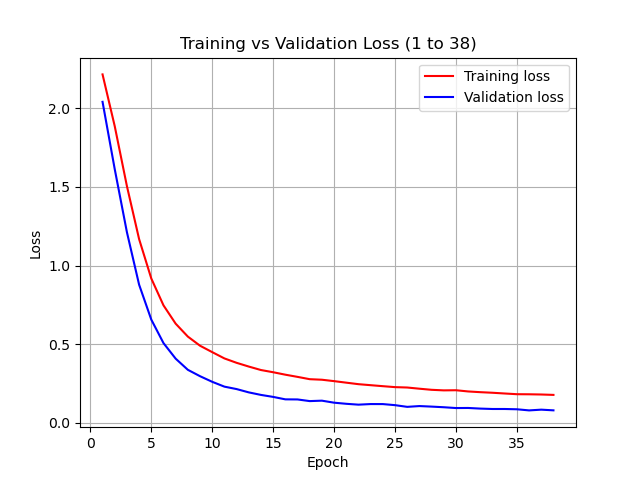 Training vs Validation Loss (1 to 38)
Training loss
Validation loss
Loss
2.0
1.5
1.0
0.5
0.0
0 5 10 15 20 25 30 35
Epoch